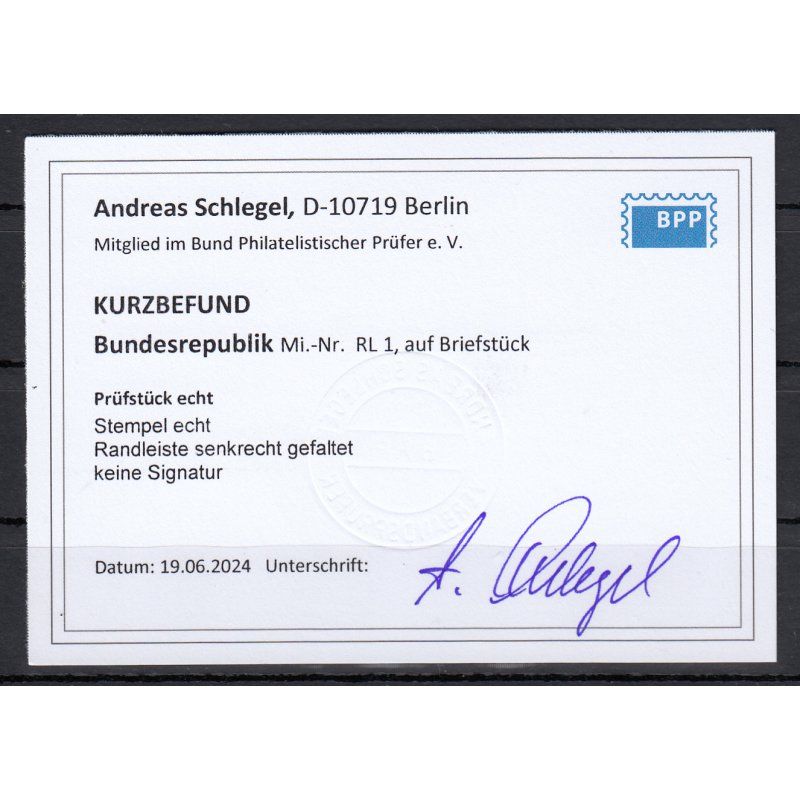 Andreas Schlegel, D-10719 Berlin
BPP
Mitglied im Bund Philatelistischer Prüfer e. V.
KURZBEFUND
Bundesrepublik Mi.-Nr. RL 1, auf Briefstück
Prüfstück echt
Stempel echt
Randleiste senkrecht gefaltet
keine Signatur
Datum: 19.06.2024 Unterschrift:
A. Schlegel